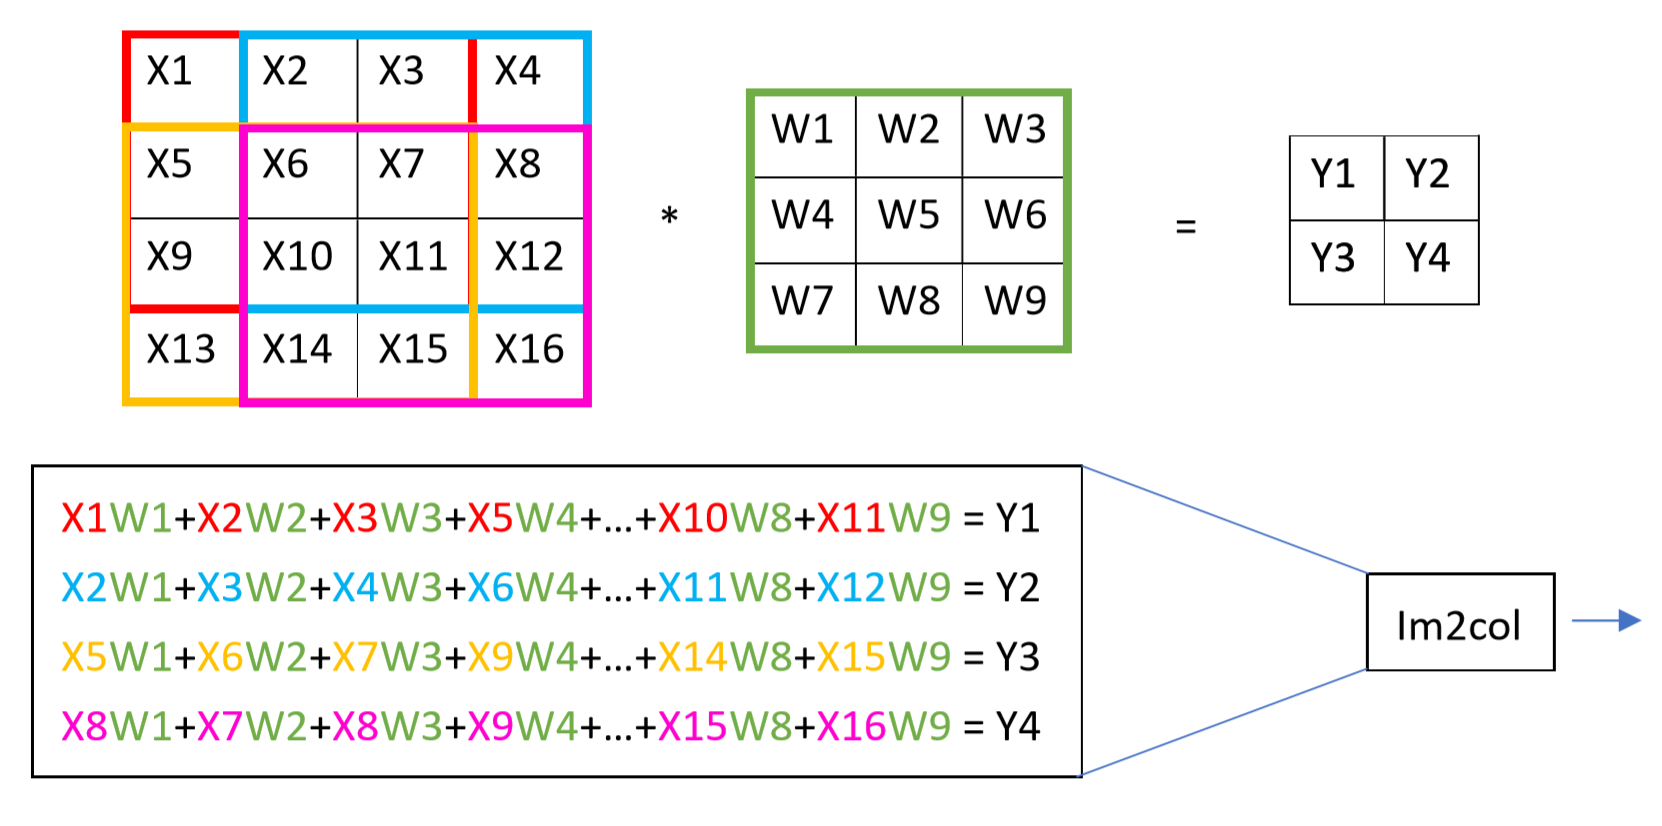 X1 X2 X3 X4
X5 X6 X7 X8
X9 X10 X11 X12
X13 X14 X15 X16
*
W1 W2 W3
W4 W5 W6
W7 W8 W9
=
Y1 Y2
Y3 Y4
X1W1+X2W2+X3W3+X5W4+...+X10W8+X11W9 = Y1
X2W1+X3W2+X4W3+X6W4+...+X11W8+X12W9 = Y2
X5W1+X6W2+X7W3+X9W4+...+X14W8+X15W9 = Y3
X8W1+X7W2+X8W3+X9W4+...+X15W8+X16W9 = Y4
Im2col